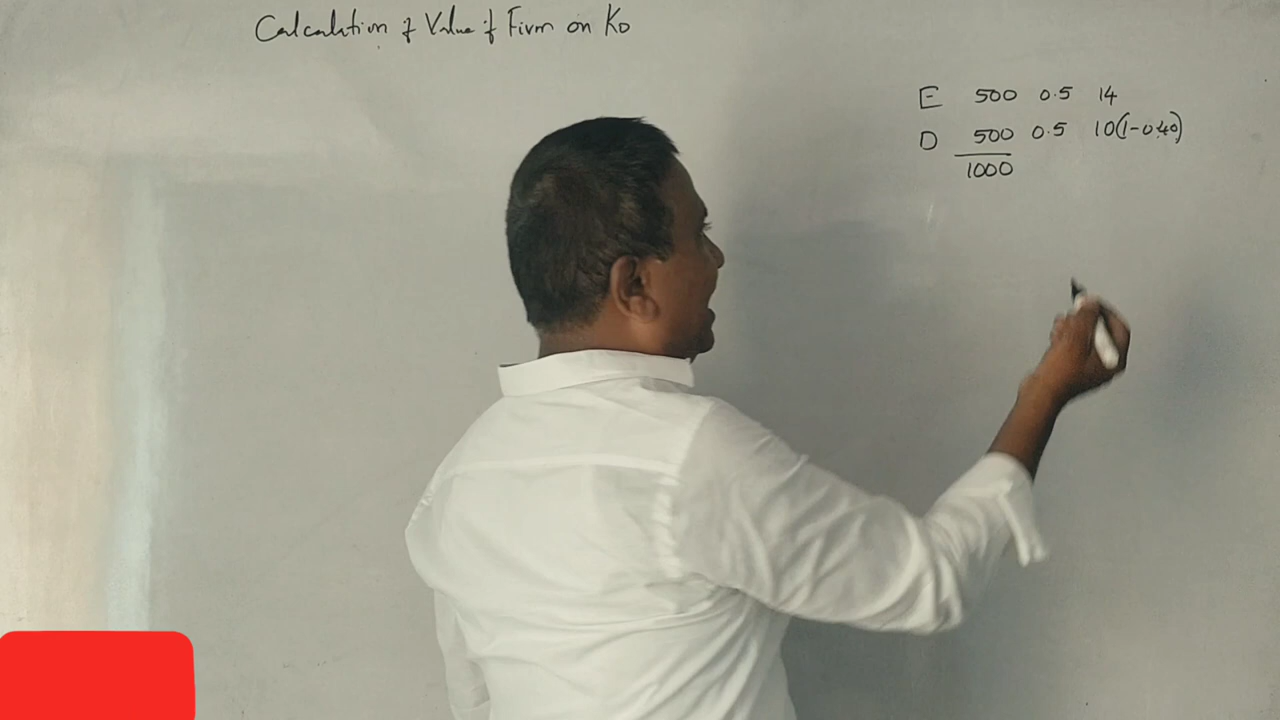 Calculation of Value of Firm on Ko
E 500 0.5 14
D 500 0.5 10(1-0.40)
1000